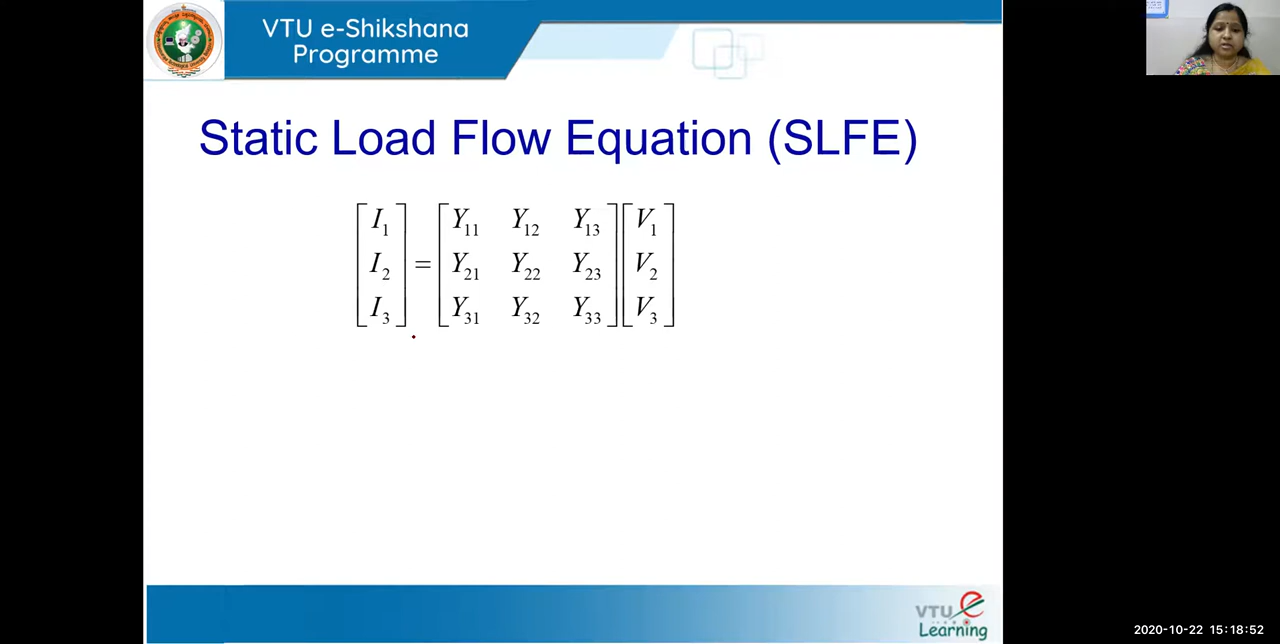 VTU e-Shikshana
Programme
Static Load Flow Equation (SLFE)
I1 Y11 Y12 Y13 V1
I2 = Y21 Y22 Y23 V2
I3 Y31 Y32 Y33 V3
VTU e
Learning
2020-10-22 15:18:52